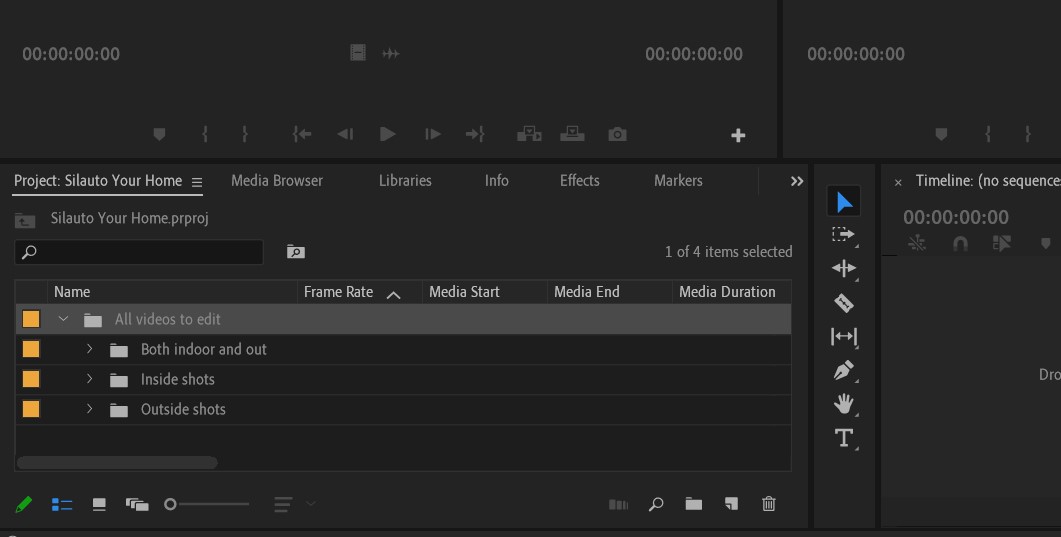 00:00:00:00 00:00:00:00 00:00:00:00
Project: Silauto Your Home Media Browser Libraries Info Effects Markers
Timeline: (no sequences
Silauto Your Home.prproj
00:00:00:00
1 of 4 items selected
Name Frame Rate Media Start Media End Media Duration
All videos to edit
Both indoor and out
Inside shots
Outside shots
Dro